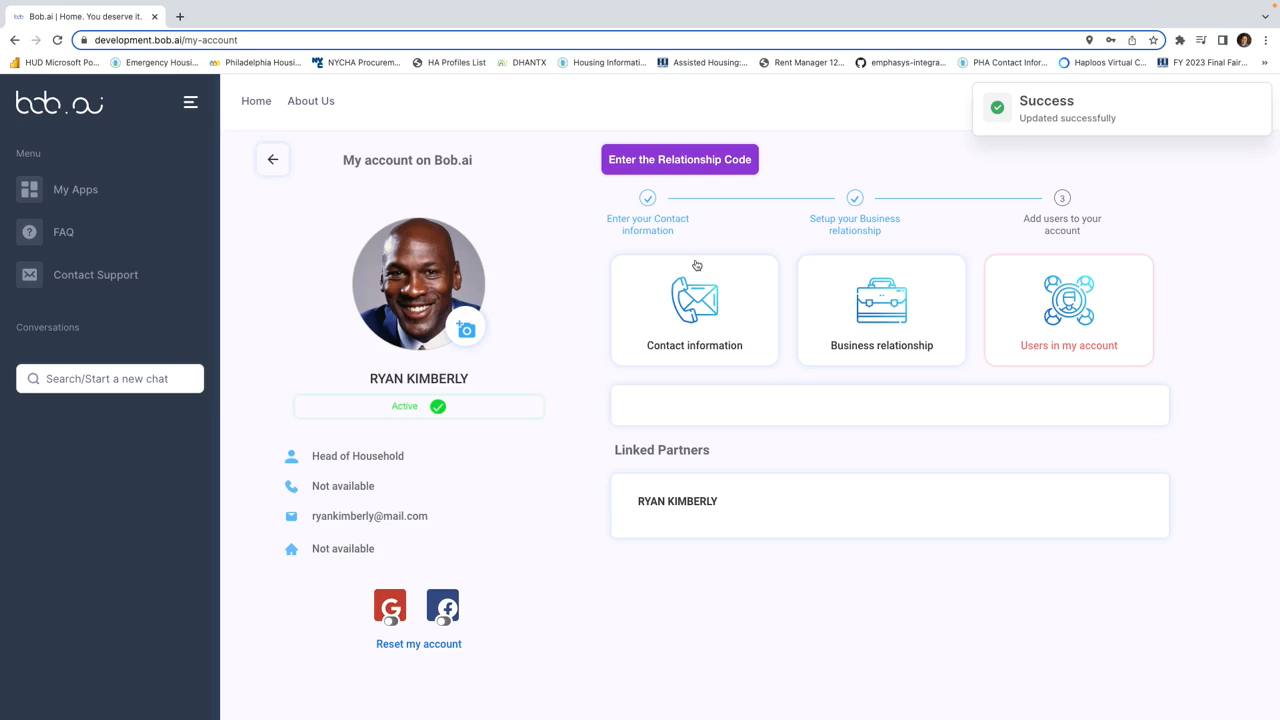 Bob.ai | Home. You deserve it.
development.bob.ai/my-account
HUD Microsoft Po...
Emergency Housi...
Philadelphia Housi...
NYCHA Procurem...
HA Profiles List
DHANTX
Housing Informati...
Assisted Housing:...
Rent Manager 12...
emphasys-integra...
PHA Contact Infor...
Haploos Virtual C...
FY 2023 Final Fair...
»
bob.ai
Home
About Us
Success
Updated successfully
Menu
My Apps
FAQ
Contact Support
Conversations
Search/Start a new chat
My account on Bob.ai
RYAN KIMBERLY
Active
Head of Household
Not available
ryankimberly@mail.com
Not available
G
f
Reset my account
Enter the Relationship Code
Enter your Contact
information
Setup your Business
relationship
3
Add users to your
account
Contact information
Business relationship
Users in my account
Linked Partners
RYAN KIMBERLY